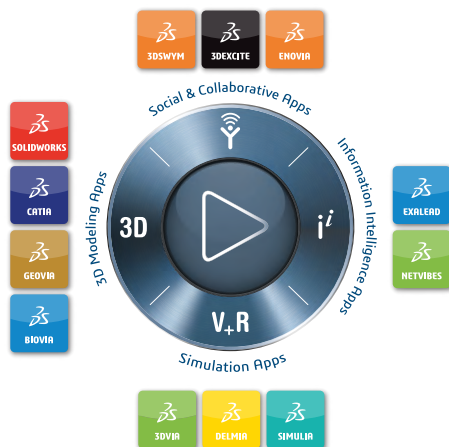 3DSWYM
3DEXCITE
ENOVIA
Social & Collaborative Apps
SOLIDWORKS
CATIA
GEOVIA
BIOVIA
3D Modeling Apps
3D
Information Intelligence Apps
i i
EXALEAD
NETVIBES
V+R
Simulation Apps
3DVIA
DELMIA
SIMULIA